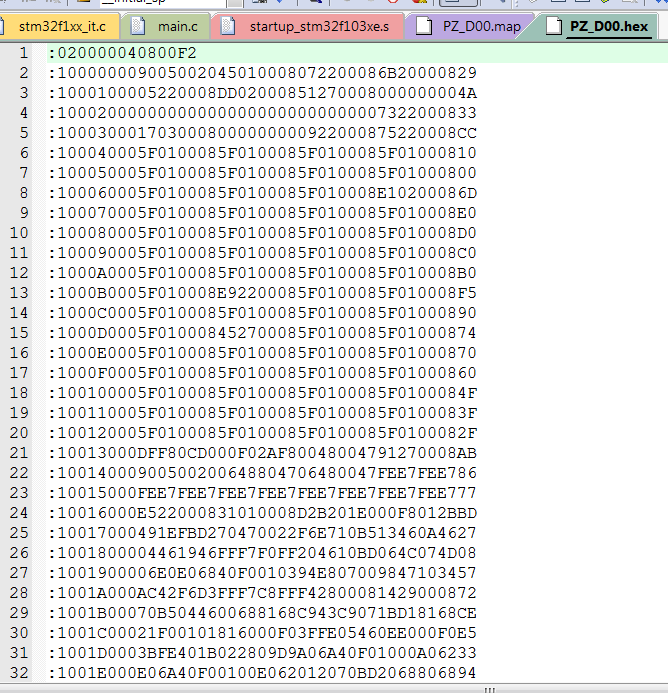 __initial_sp
stm32f1xx_it.c main.c startup_stm32f103xe.s PZ_D00.map PZ_D00.hex
1 :020000040800F2
2 :100000009005002045010008072200086B20000829
3 :1000100005220008DD02000851270008000000004A
4 :100020000000000000000000000000007322000833
5 :1000300017030008000000000922000875220008CC
6 :100040005F0100085F0100085F0100085F01000810
7 :100050005F0100085F0100085F0100085F01000800
8 :100060005F0100085F0100085F010008E10200086D
9 :100070005F0100085F0100085F0100085F010008E0
10 :100080005F0100085F0100085F0100085F010008D0
11 :100090005F0100085F0100085F0100085F010008C0
12 :1000A0005F0100085F0100085F0100085F010008B0
13 :1000B0005F010008E92200085F0100085F010008F5
14 :1000C0005F0100085F0100085F0100085F01000890
15 :1000D0005F010008452700085F0100085F01000874
16 :1000E0005F0100085F0100085F0100085F01000870
17 :1000F0005F0100085F0100085F0100085F01000860
18 :100100005F0100085F0100085F0100085F0100084F
19 :100110005F0100085F0100085F0100085F0100083F
20 :100120005F0100085F0100085F0100085F0100082F
21 :10013000DFF80CD000F02AF80048004791270008AB
22 :10014000900500200648804706480047FEE7FEE786
23 :10015000FEE7FEE7FEE7FEE7FEE7FEE7FEE7FEE777
24 :10016000E522000831010008D2B201E000F8012BBD
25 :10017000491EFBD270470022F6E710B513460A4627
26 :1001800004461946FFF7F0FF204610BD064C074D08
27 :1001900006E0E06840F0010394E807009847103457
28 :1001A000AC42F6D3FFF7C8FFF42800081429000872
29 :1001B00070B5044600688168C943C9071BD18168CE
30 :1001C00021F00101816000F03FFE05460EE000F0E5
31 :1001D0003BFE401B022809D9A06A40F01000A06233
32 :1001E000E06A40F00100E062012070BD2068806894